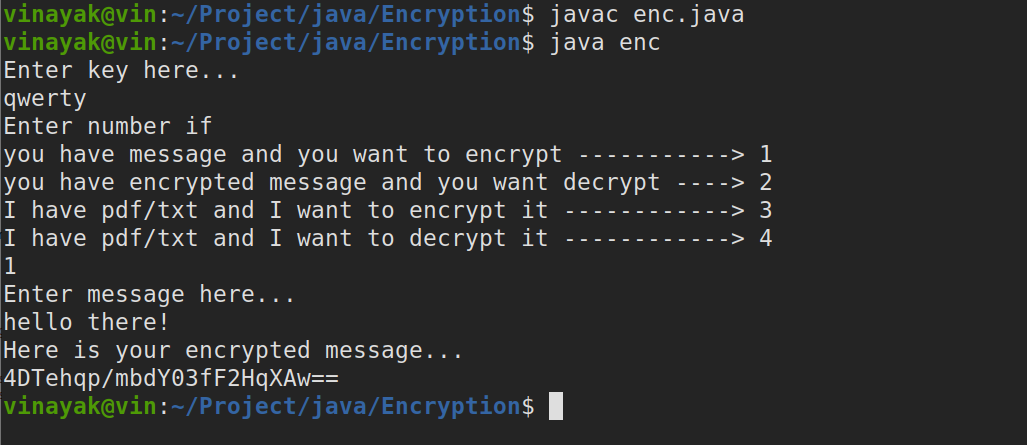 vinayak@vin:~/Project/java/Encryption$ javac enc.java
vinayak@vin:~/Project/java/Encryption$ java enc
Enter key here...
qwerty
Enter number if
you have message and you want to encrypt -----------> 1
you have encrypted message and you want decrypt ----> 2
I have pdf/txt and I want to encrypt it ------------> 3
I have pdf/txt and I want to decrypt it ------------> 4
1
Enter message here...
hello there!
Here is your encrypted message...
4DTehqp/mbdY03fF2HqXAw==
vinayak@vin:~/Project/java/Encryption$